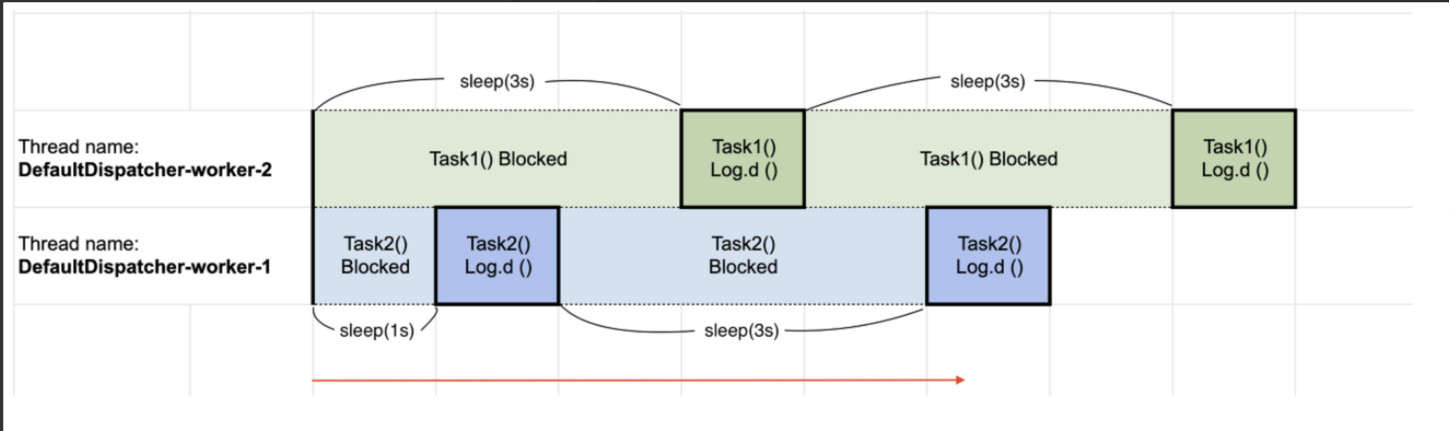 sleep(3s)
sleep(3s)
Thread name:
DefaultDispatcher-worker-2
Task1() Blocked
Task1()
Log.d ()
Task1() Blocked
Task1()
Log.d ()
Thread name:
DefaultDispatcher-worker-1
Task2()
Blocked
Task2()
Log.d ()
Task2()
Blocked
Task2()
Log.d ()
sleep(1s)
sleep(3s)